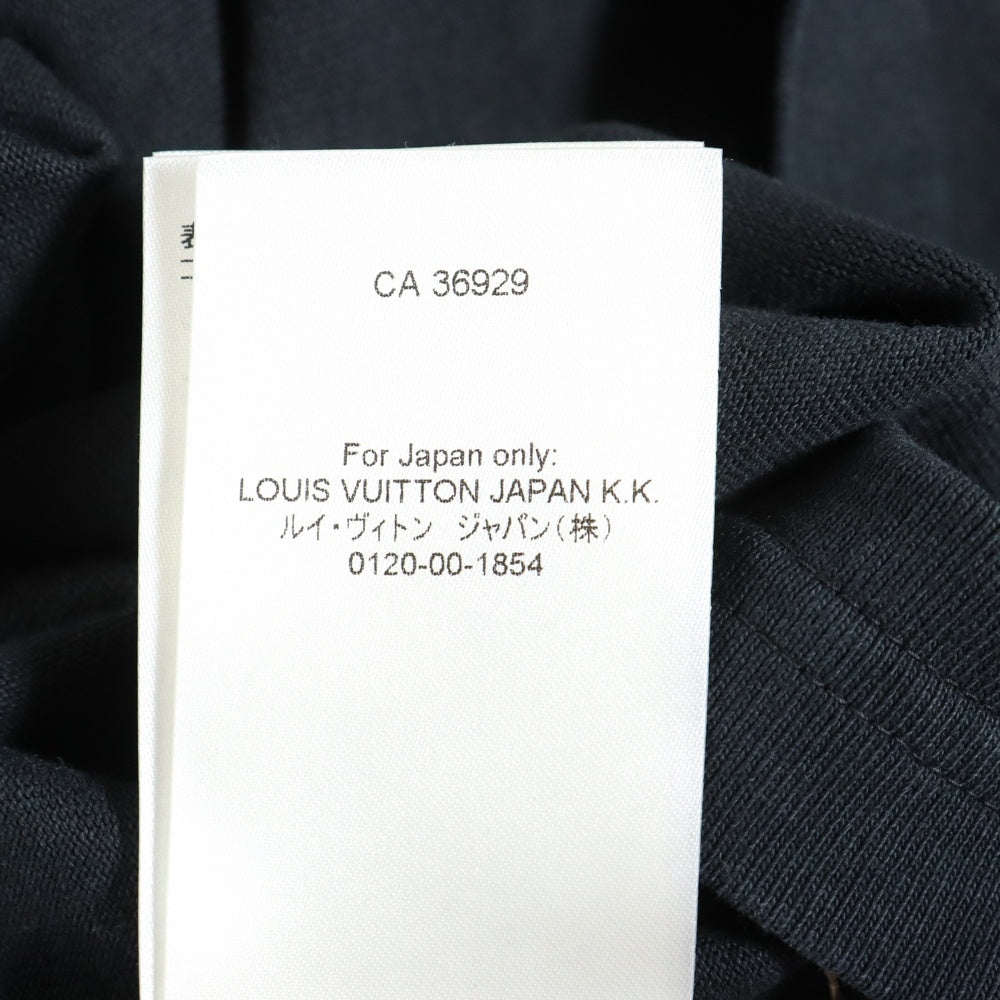 CA 36929
For Japan only:
LOUIS VUITTON JAPAN K.K.
ルイ・ヴィトン　ジャパン(株)
0120-00-1854